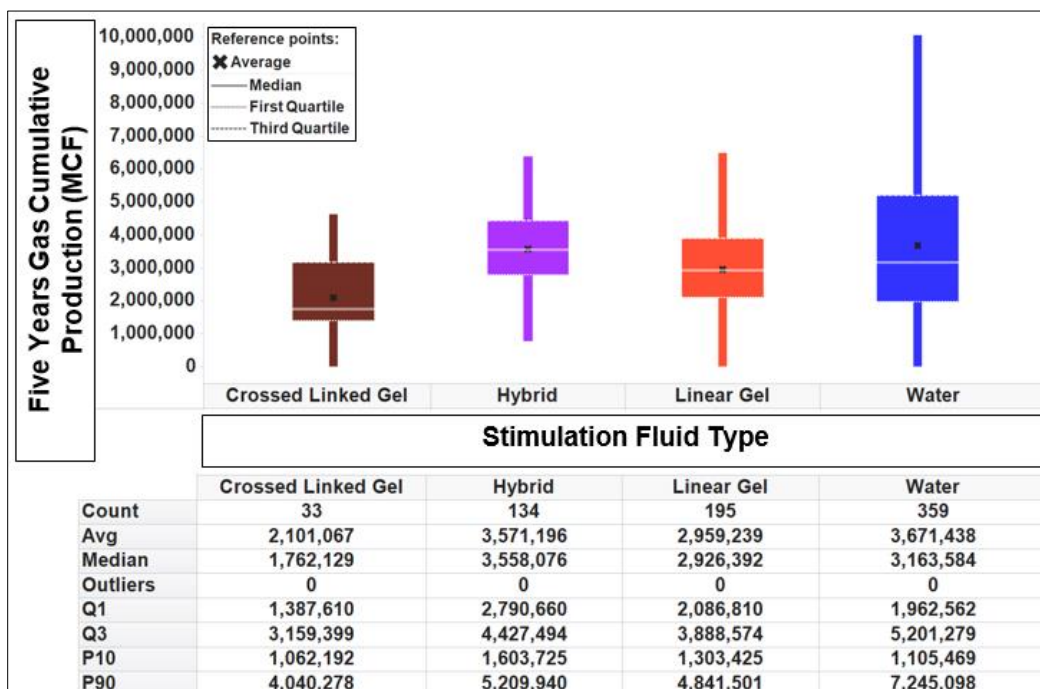 Five Years Gas Cumulative
Production (MCF)
10,000,000
9,000,000
8,000,000
7,000,000
6,000,000
5,000,000
4,000,000
3,000,000
2,000,000
1,000,000
0
Reference points:
✖ Average
Median
First Quartile
Third Quartile
Crossed Linked Gel Hybrid Linear Gel Water
Stimulation Fluid Type
Crossed Linked Gel Hybrid Linear Gel Water
Count 33 134 195 359
Avg 2,101,067 3,571,196 2,959,239 3,671,438
Median 1,762,129 3,558,076 2,926,392 3,163,584
Outliers 0 0 0 0
Q1 1,387,610 2,790,660 2,086,810 1,962,562
Q3 3,159,399 4,427,494 3,888,574 5,201,279
P10 1,062,192 1,603,725 1,303,425 1,105,469
P90 4,040,278 5,209,940 4,841,501 7,245,098